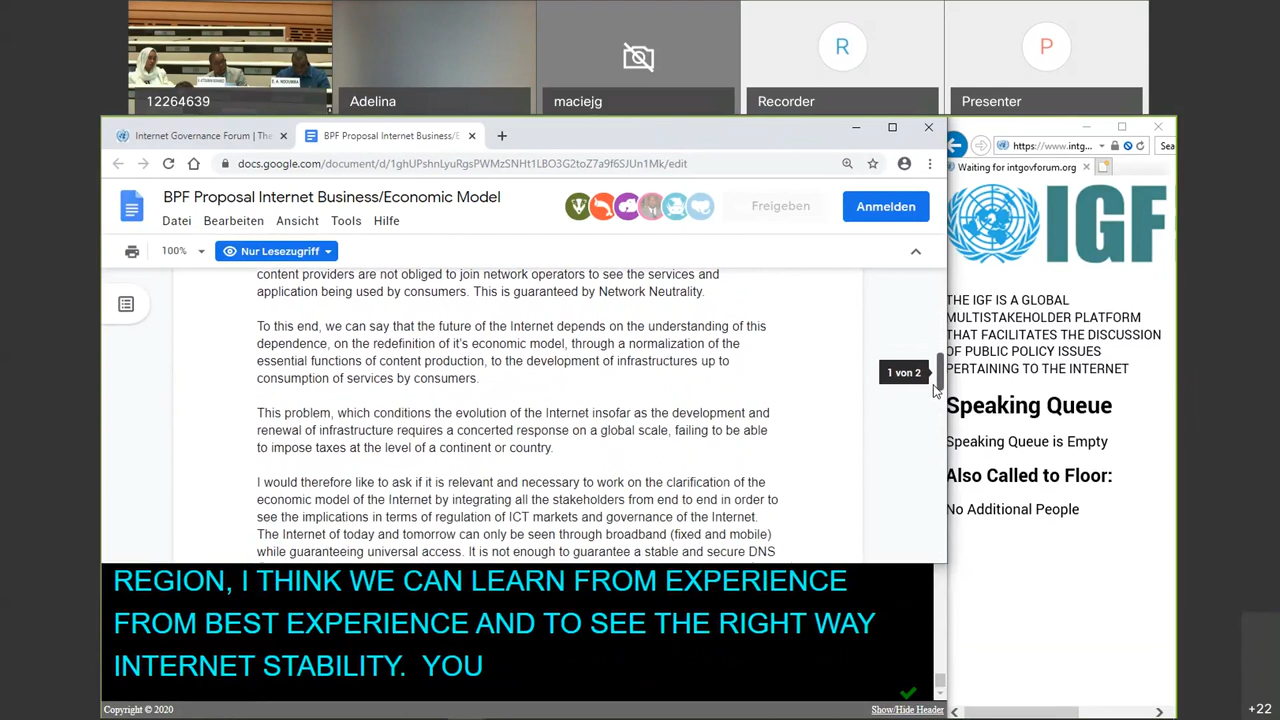 12264639
Adelina
maciejg
R
Recorder
P
Presenter
Internet Governance Forum | The
BPF Proposal Internet Business/E
docs.google.com/document/d/1ghUPshnLyuRgsPWMzSNHt1LBO3G2toZ7a9f6SJUn1Mk/edit
BPF Proposal Internet Business/Economic Model
Datei Bearbeiten Ansicht Tools Hilfe
Freigeben
Anmelden
100%
Nur Lesezugriff
content providers are not obliged to join network operators to see the services and
application being used by consumers. This is guaranteed by Network Neutrality.
To this end, we can say that the future of the Internet depends on the understanding of this
dependence, on the redefinition of it's economic model, through a normalization of the
essential functions of content production, to the development of infrastructures up to
consumption of services by consumers.
This problem, which conditions the evolution of the Internet insofar as the development and
renewal of infrastructure requires a concerted response on a global scale, failing to be able
to impose taxes at the level of a continent or country.
I would therefore like to ask if it is relevant and necessary to work on the clarification of the
economic model of the Internet by integrating all the stakeholders from end to end in order to
see the implications in terms of regulation of ICT markets and governance of the Internet.
The Internet of today and tomorrow can only be seen through broadband (fixed and mobile)
while guaranteeing universal access. It is not enough to guarantee a stable and secure DNS
1 von 2
https://www.intg...
Sea
Waiting for intgovforum.org
IGF
THE IGF IS A GLOBAL
MULTISTAKEHOLDER PLATFORM
THAT FACILITATES THE DISCUSSION
OF PUBLIC POLICY ISSUES
PERTAINING TO THE INTERNET
Speaking Queue
Speaking Queue is Empty
Also Called to Floor:
No Additional People
REGION, I THINK WE CAN LEARN FROM EXPERIENCE
FROM BEST EXPERIENCE AND TO SEE THE RIGHT WAY
INTERNET STABILITY. YOU
Copyright © 2020
Show/Hide Header
+22